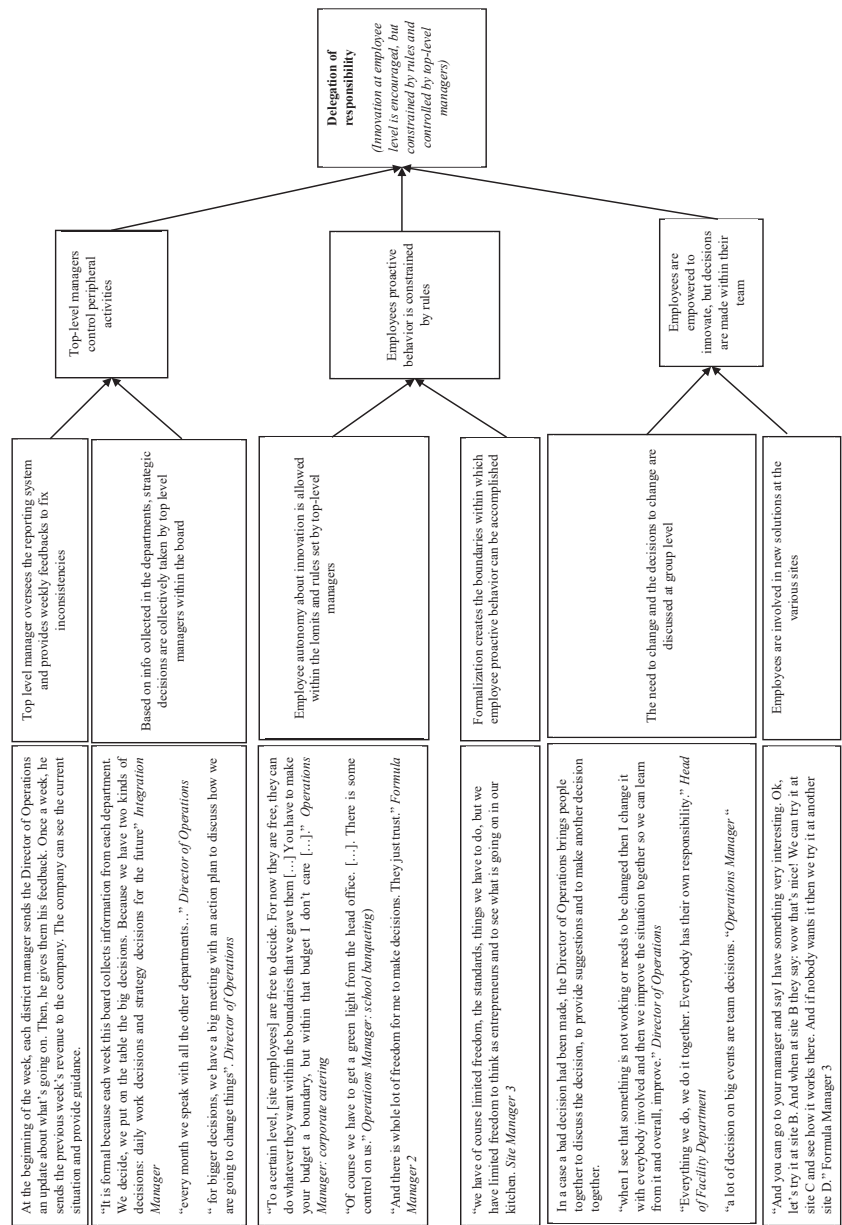 At the beginning of the week, each district manager sends the Director of Operations
an update about what's going on. Then, he gives them his feedback. Once a week, he
sends the previous week's revenue to the company. The company can see the current
situation and provide guidance.
“It is formal because each week this board collects information from each department.
We decide, we put on the table the big decisions. Because we have two kinds of
decisions: daily work decisions and strategy decisions for the future” Integration
Manager
“every month we speak with all the other departments…” Director of Operations
“ for bigger decisions, we have a big meeting with an action plan to discuss how we
are going to change things”. Director of Operations
“To a certain level, [site employees] are free to decide. For now they are free, they can
do whatever they want within the boundaries that we gave them […] You have to make
your budget a boundary, but within that budget I don't care […].” Operations
Manager: corporate catering
“Of course we have to get a green light from the head office. […]. There is some
control on us.” Operations Manager: school banqueting)
“And there is whole lot of freedom for me to make decisions. They just trust.” Formula
Manager 2
“we have of course limited freedom, the standards, things we have to do, but we
have limited freedom to think as entrepreneurs and to see what is going on in our
kitchen. Site Manager 3
In a case a bad decision had been made, the Director of Operations brings people
together to discuss the decision, to provide suggestions and to make another decision
together.
“when I see that something is not working or needs to be changed then I change it
with everybody involved and then we improve the situation together so we can learn
from it and overall, improve.” Director of Operations
“Everything we do, we do it together. Everybody has their own responsibility.” Head
of Facility Department
“a lot of decision on big events are team decisions. “Operations Manager“
“And you can go to your manager and say I have something very interesting. Ok,
let's try it at site B. And when at site B they say: wow that's nice! We can try it at
site C and see how it works there. And if nobody wants it then we try it at another
site D.” Formula Manager 3
Top level manager oversees the reporting system
and provides weekly feedbacks to fix
inconsistencies
Based on info collected in the departments, strategic
decisions are collectively taken by top level
managers within the board
Employee autonomy about innovation is allowed
within the lomits and rules set by top-level
managers
Formalization creates the boundaries within which
employee proactive behavior can be accomplished
The need to change and the decisions to change are
discussed at group level
Employees are involved in new solutions at the
various sites
Top-level managers
control peripheral
activities
Employees proactive
behavior is constrained
by rules
Employees are
empowered to
innovate, but decisions
are made within their
team
Delegation of
responsibility
(Innovation at employee
level is encouraged, but
constrained by rules and
controlled by top-level
managers)